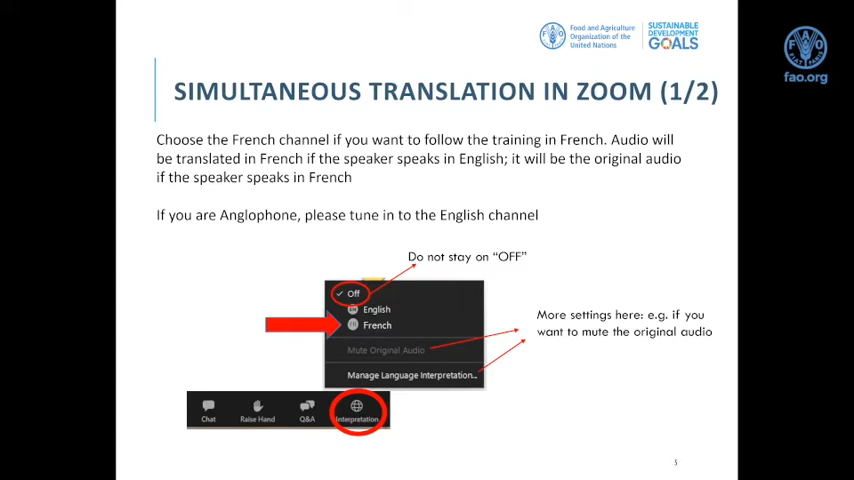 Food and Agriculture
Organization of the
United Nations
SUSTAINABLE
DEVELOPMENT
GOALS
FAO
FIAT PANIS
fao.org
SIMULTANEOUS TRANSLATION IN ZOOM (1/2)
Choose the French channel if you want to follow the training in French. Audio will
be translated in French if the speaker speaks in English; it will be the original audio
if the speaker speaks in French
If you are Anglophone, please tune in to the English channel
Do not stay on “OFF”
Off
English
French
Mute Original Audio
Manage Language Interpretation...
More settings here: e.g. if you
want to mute the original audio
Chat
Raise Hand
Q&A
Interpretation
5